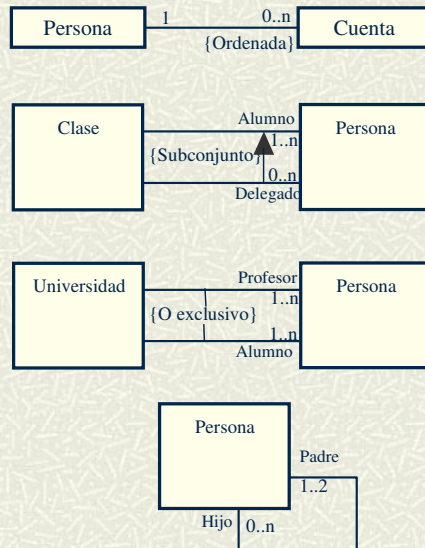 Persona 1 0..n Cuenta
{Ordenada}
Alumno
Clase 1..n Persona
{Subconjunto}
0..n
Delegado
Profesor
Universidad 1..n Persona
{O exclusivo}
1..n
Alumno
Persona
Padre
1..2
Hijo 0..n